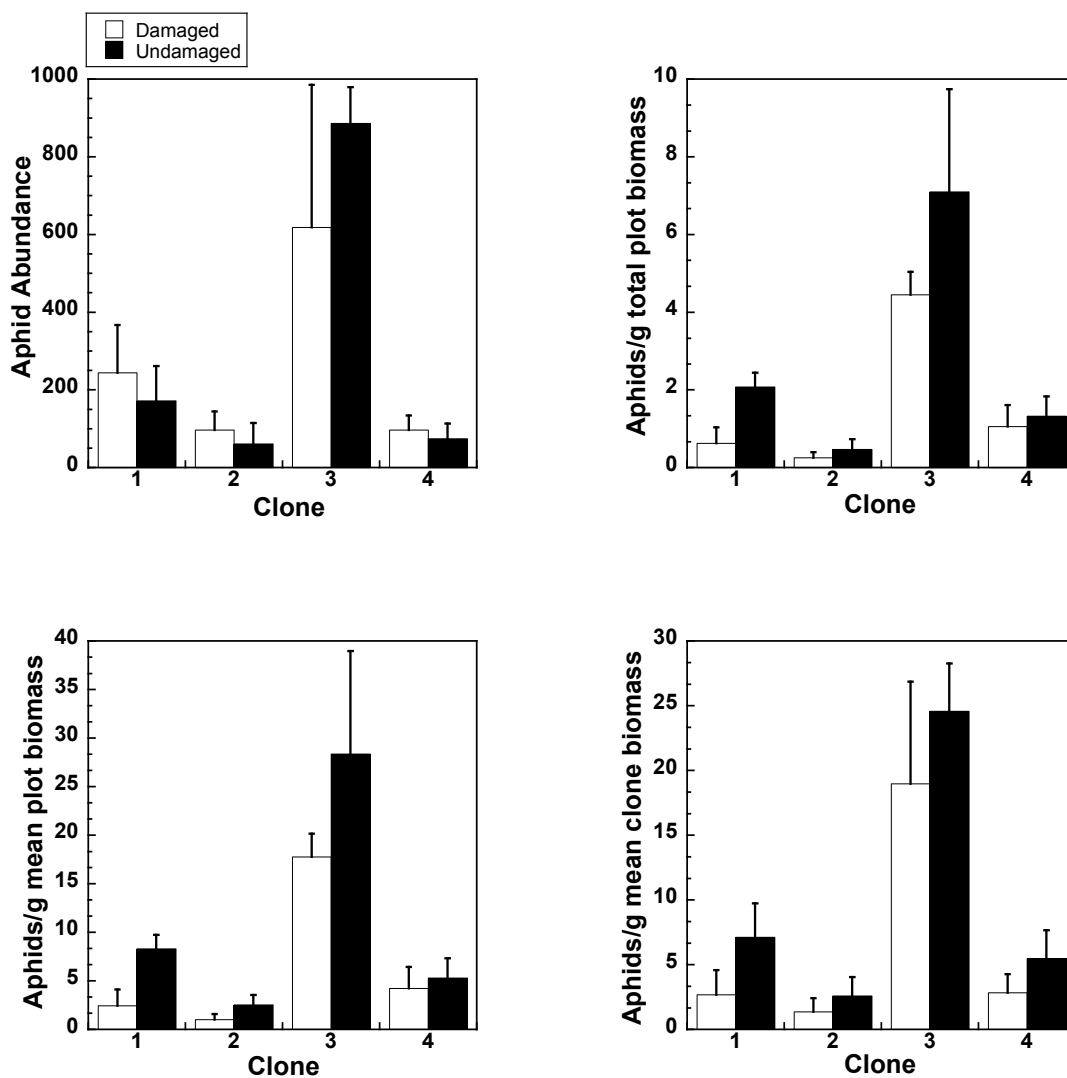 Damaged
Undamaged
Aphid Abundance
1000
800
600
400
200
0
1 2 3 4
Clone
Aphids/g total plot biomass
10
8
6
4
2
0
1 2 3 4
Clone
Aphids/g mean plot biomass
40
35
30
25
20
15
10
5
0
1 2 3 4
Clone
Aphids/g mean clone biomass
30
25
20
15
10
5
0
1 2 3 4
Clone